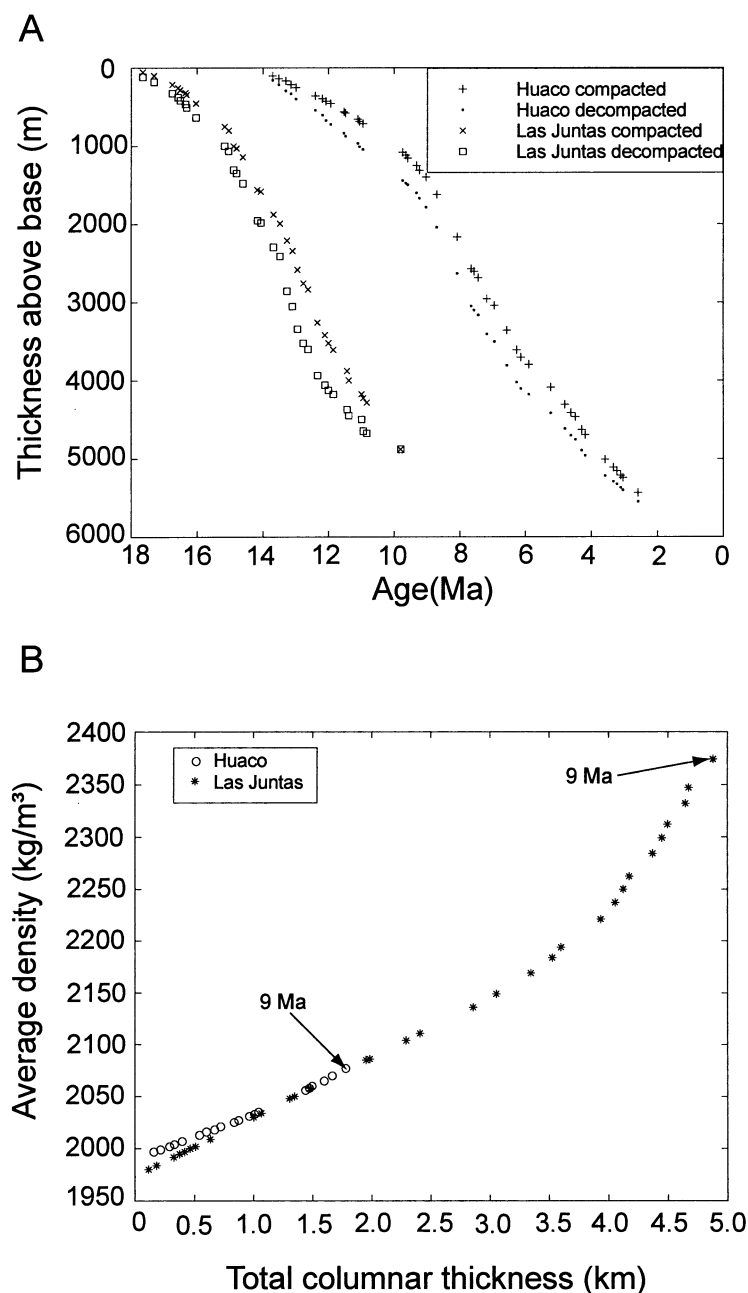 A
Thickness above base (m)
0
1000
2000
3000
4000
5000
6000
Huaco compacted
Huaco decompacted
Las Juntas compacted
Las Juntas decompacted
18 16 14 12 10 8 6 4 2 0
Age(Ma)
B
Average density (kg/m³)
2400
2350
2300
2250
2200
2150
2100
2050
2000
1950
Huaco
Las Juntas
9 Ma
9 Ma
0 0.5 1.0 1.5 2.0 2.5 3.0 3.5 4.0 4.5 5.0
Total columnar thickness (km)